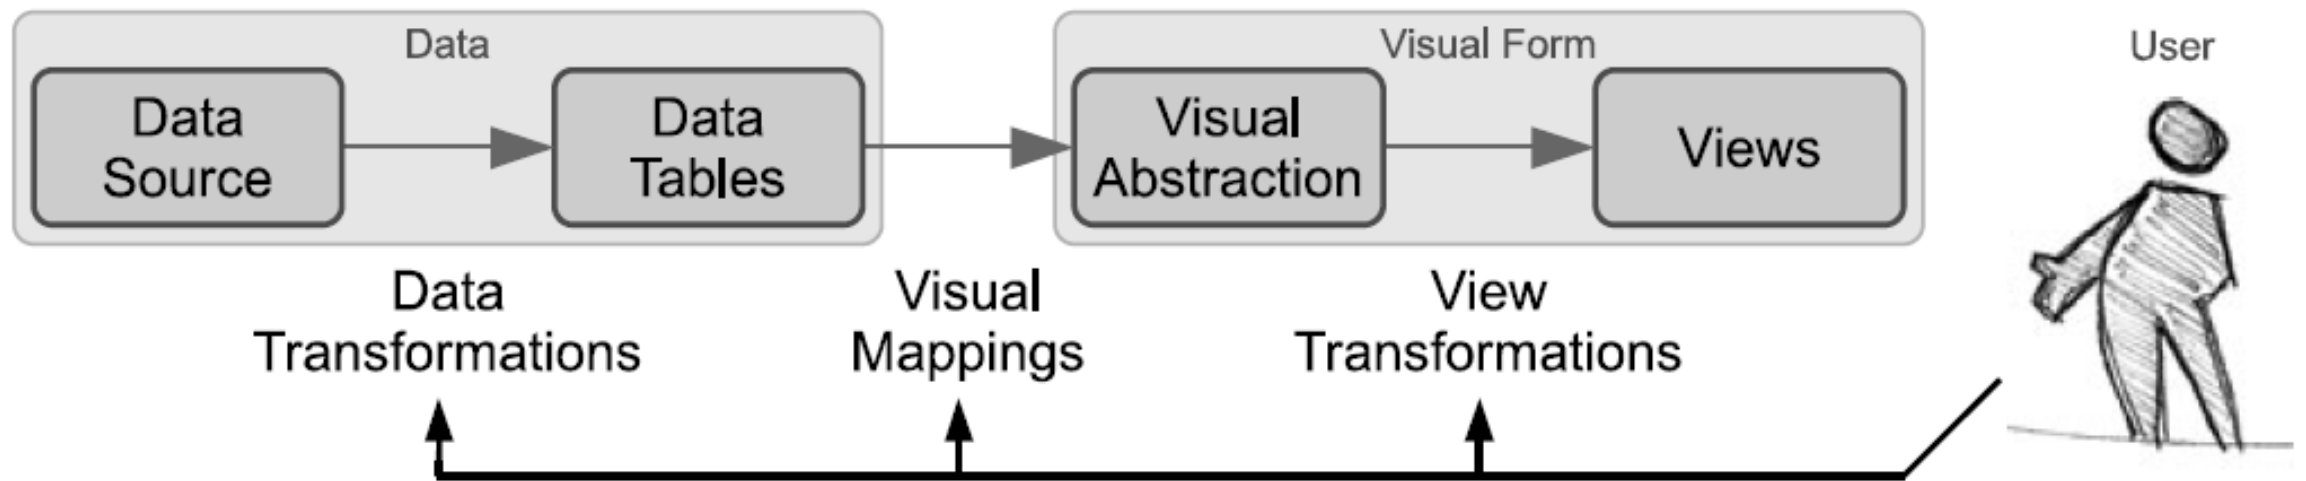 Data
Visual Form
User
Data
Source
Data
Tables
Visual
Abstraction
Views
Data
Transformations
Visual
Mappings
View
Transformations